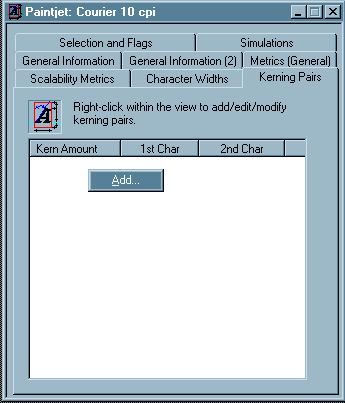 Paintjet: Courier 10 cpi
Selection and Flags Simulations
General Information General Information (2) Metrics (General)
Scalability Metrics Character Widths Kerning Pairs
Right-click within the view to add/edit/modify
kerning pairs.
Kern Amount 1st Char 2nd Char
Add...